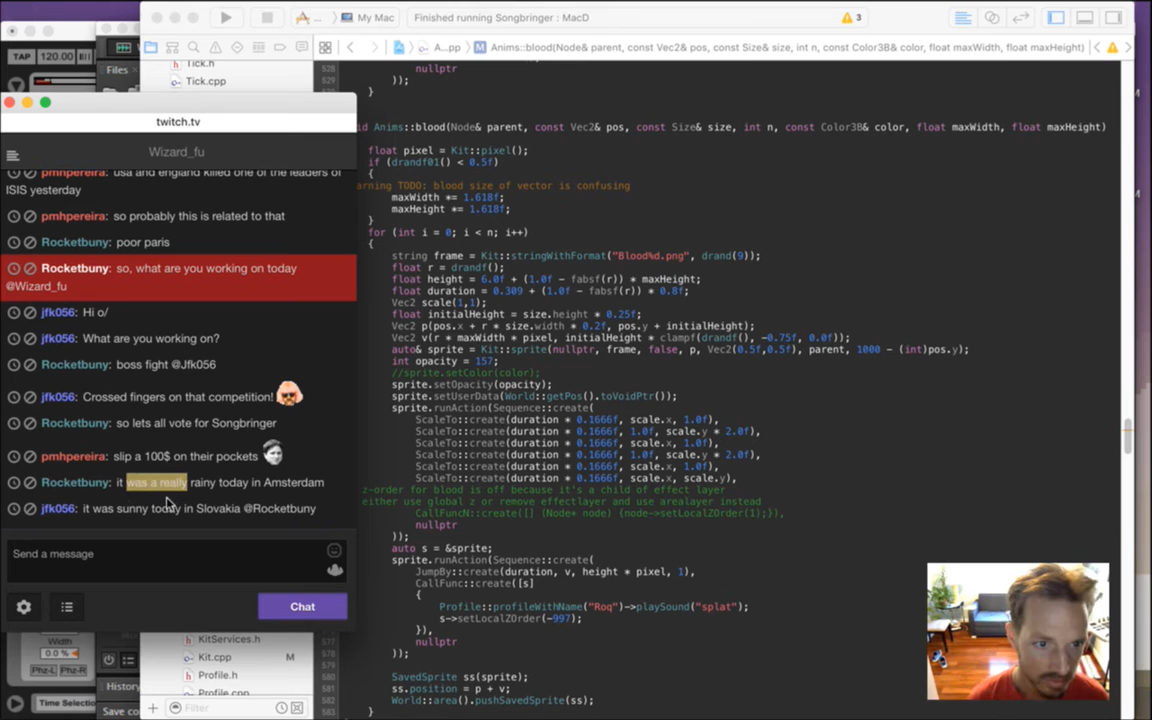 ... My Mac
Finished running Songbringer : MacD
3
TAP 120.00
Files
A...pp
Anims::blood(Node& parent, const Vec2& pos, const Size& size, int n, const Color3B& color, float maxWidth, float maxHeight)
Tick.h
Tick.cpp
528
529
nullptr
));
}
twitch.tv
Wizard_fu
pmhpereira: usa and england killed one of the leaders of
ISIS yesterday
pmhpereira: so probably this is related to that
Rocketbuny: poor paris
Rocketbuny: so, what are you working on today
@Wizard_fu
jfk056: Hi o/
jfk056: What are you working on?
Rocketbuny: boss fight @Jfk056
jfk056: Crossed fingers on that competition!
Rocketbuny: so lets all vote for Songbringer
pmhpereira: slip a 100$ on their pockets
Rocketbuny: it was a really rainy today in Amsterdam
jfk056: it was sunny today in Slovakia @Rocketbuny
Send a message
Chat
id Anims::blood(Node& parent, const Vec2& pos, const Size& size, int n, const Color3B& color, float maxWidth, float maxHeight)
float pixel = Kit::pixel();
if (drandf01() < 0.5f)
{
arning TODO: blood size of vector is confusing
maxWidth *= 1.618f;
maxHeight *= 1.618f;
}
for (int i = 0; i < n; i++)
{
string frame = Kit::stringWithFormat("Blood%d.png", drand(9));
float r = drandf();
float height = 6.0f + (1.0f - fabsf(r)) * maxHeight;
float duration = 0.309 + (1.0f - fabsf(r)) * 0.8f;
Vec2 scale(1,1);
float initialHeight = size.height * 0.25f;
Vec2 p(pos.x + r * size.width * 0.2f, pos.y + initialHeight);
Vec2 v(r * maxWidth * pixel, initialHeight * clampf(drandf(), -0.75f, 0.0f));
auto& sprite = Kit::sprite(nullptr, frame, false, p, Vec2(0.5f,0.5f), parent, 1000 - (int)pos.y);
int opacity = 157;
//sprite.setColor(color);
sprite.setOpacity(opacity);
sprite.setUserData(World::getPos().toVoidPtr());
sprite.runAction(Sequence::create(
ScaleTo::create(duration * 0.1666f, scale.x, 1.0f),
ScaleTo::create(duration * 0.1666f, 1.0f, scale.y * 2.0f),
ScaleTo::create(duration * 0.1666f, scale.x, 1.0f),
ScaleTo::create(duration * 0.1666f, 1.0f, scale.y * 2.0f),
ScaleTo::create(duration * 0.1666f, scale.x, 1.0f),
ScaleTo::create(duration * 0.1666f, scale.x, scale.y),
z-order for blood is off because it's a child of effect layer
either use global z or remove effectlayer and use arealayer instead
CallFuncN::create([] (Node* node) {node->setLocalZOrder(1);}),
nullptr
));
auto s = &sprite;
sprite.runAction(Sequence::create(
JumpBy::create(duration, v, height * pixel, 1),
CallFunc::create([s]
{
Profile::profileWithName("Roq")->playSound("splat");
s->setLocalZOrder(-997);
}),
nullptr
));
SavedSprite ss(sprite);
ss.position = p + v;
World::area().pushSavedSprite(ss);
}
577
578
579
580
581
582
583
Width
0.0 %
Phz-L Phz-R
Time Selection
History
Save co
KitServices.h
Kit.cpp M
Profile.h
Profile.cpp
Filter